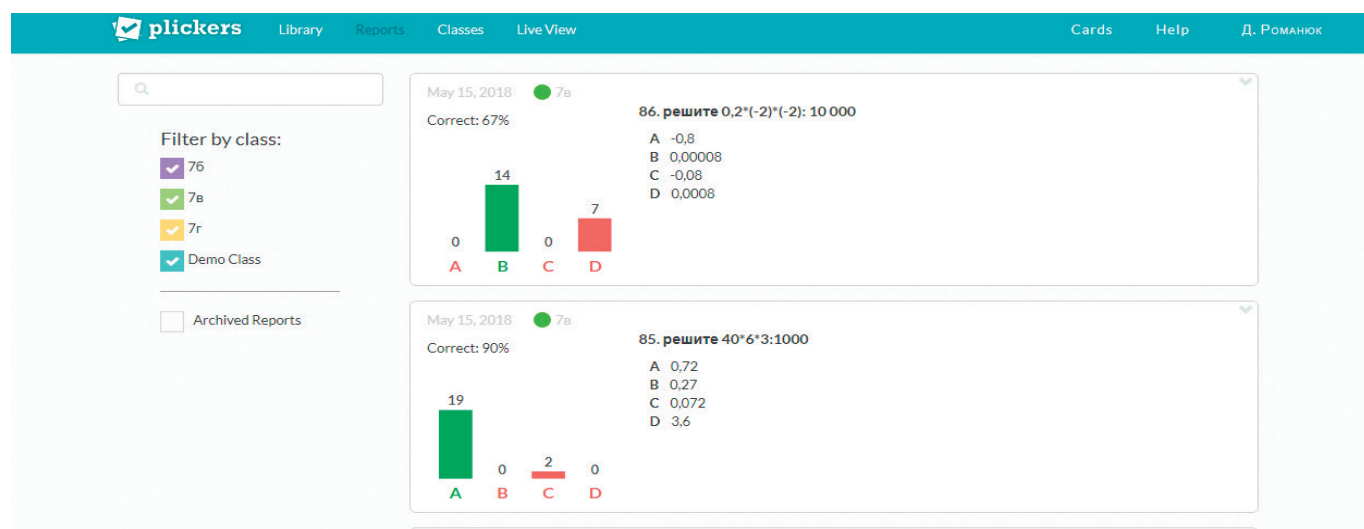 plickers Library Reports Classes Live View Cards Help Д. Романюк
Filter by class:
7б
7в
7г
Demo Class
Archived Reports
May 15, 2018 7в
Correct: 67%
86. решите 0,2*(-2)*(-2): 10 000
A -0,8
B 0,00008
C -0,08
D 0,0008
0 14 0 7
A B C D
May 15, 2018 7в
Correct: 90%
85. решите 40*6*3:1000
A 0,72
B 0,27
C 0,072
D 3,6
19 0 2 0
A B C D